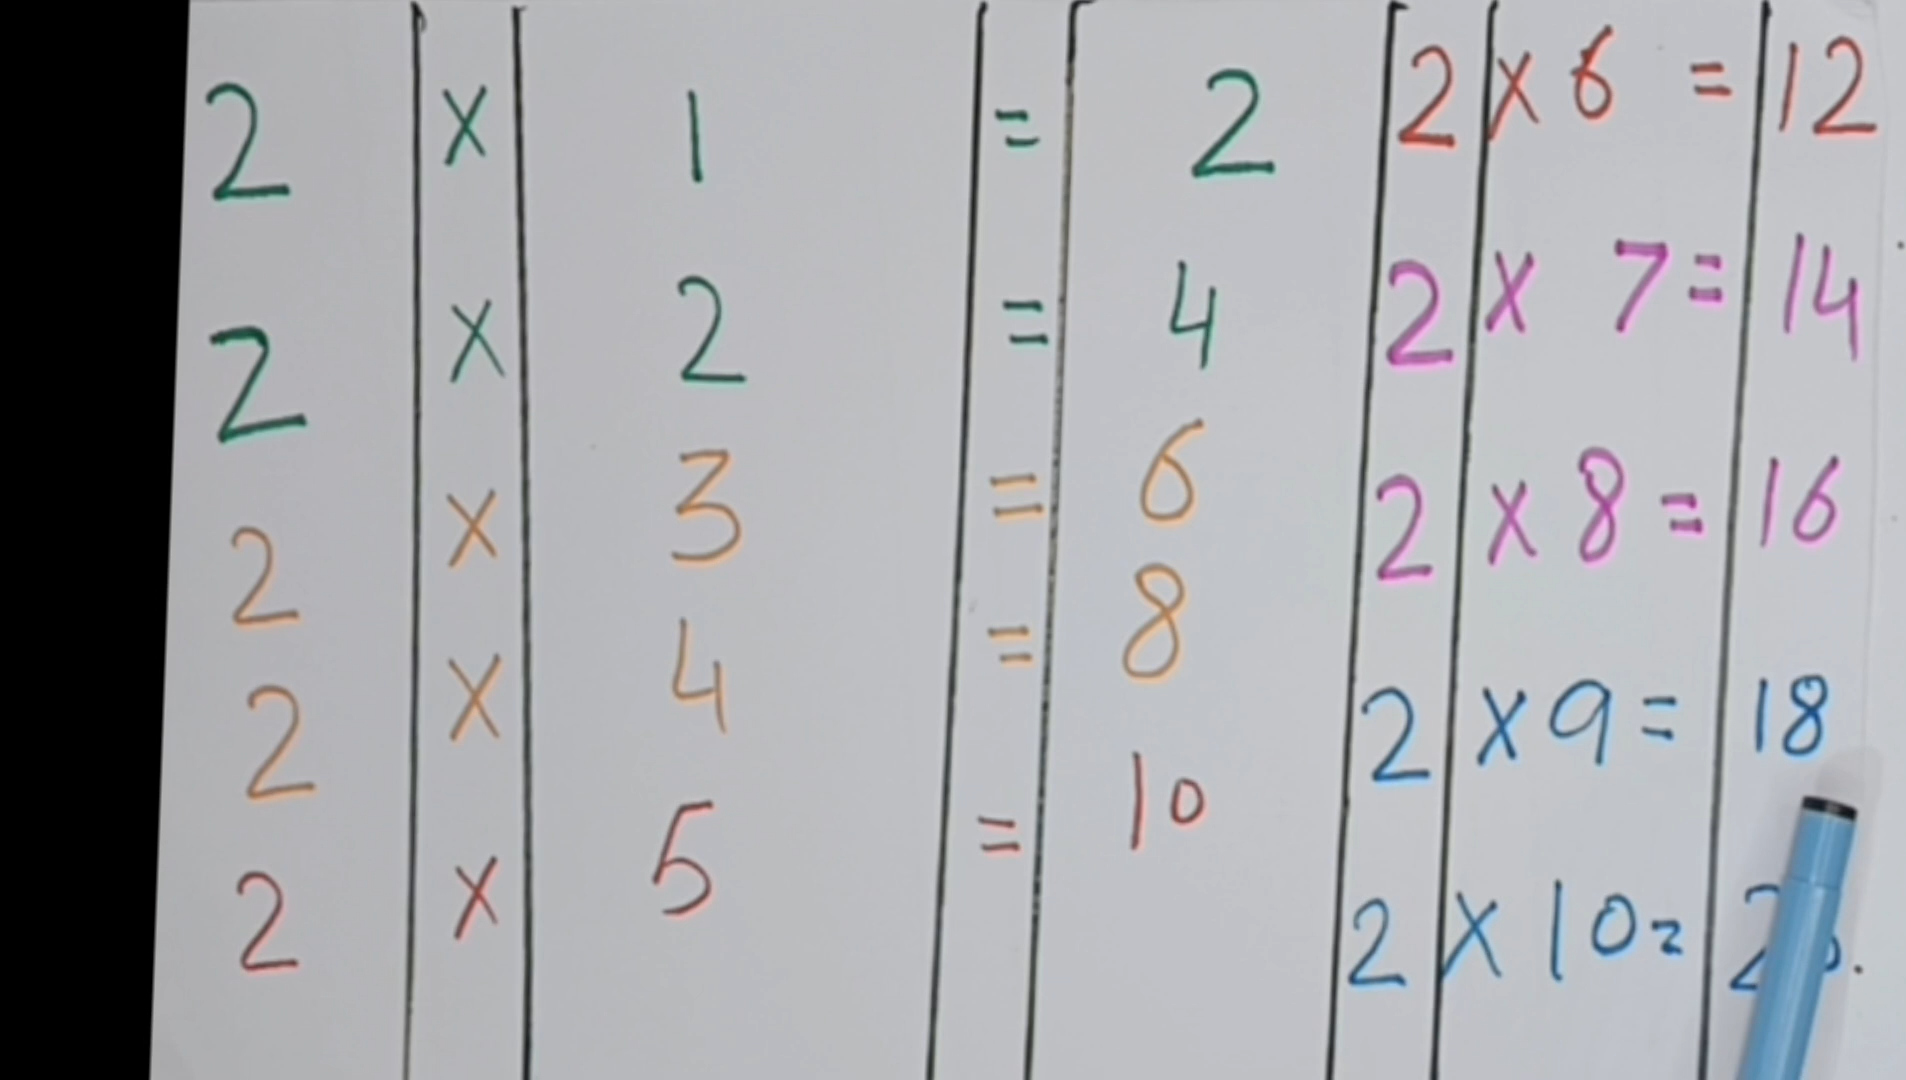 2 x 1 = 2
2 x 2 = 4
2 x 3 = 6
2 x 4 = 8
2 x 5 = 10
2 x 6 = 12
2 x 7 = 14
2 x 8 = 16
2 x 9 = 18
2 x 10 =